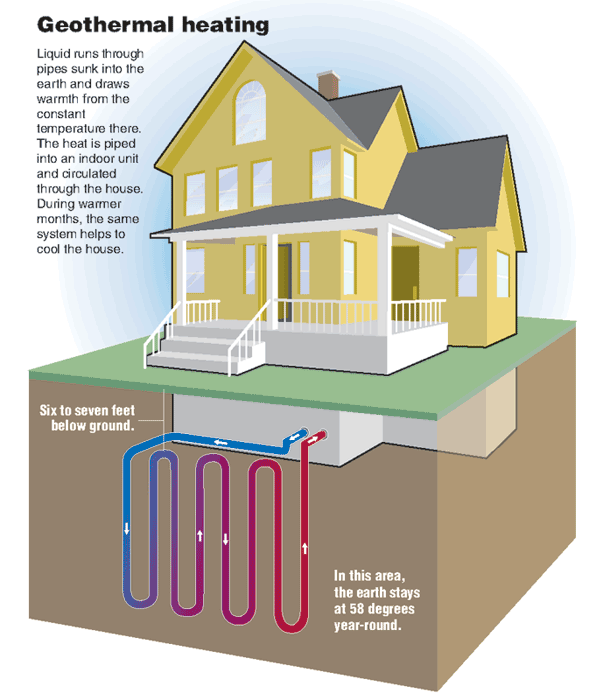 Geothermal heating
Liquid runs through
pipes sunk into the
earth and draws
warmth from the
constant
temperature there.
The heat is piped
into an indoor unit
and circulated
through the house.
During warmer
months, the same
system helps to
cool the house.
Six to seven feet
below ground.
In this area,
the earth stays
at 58 degrees
year-round.